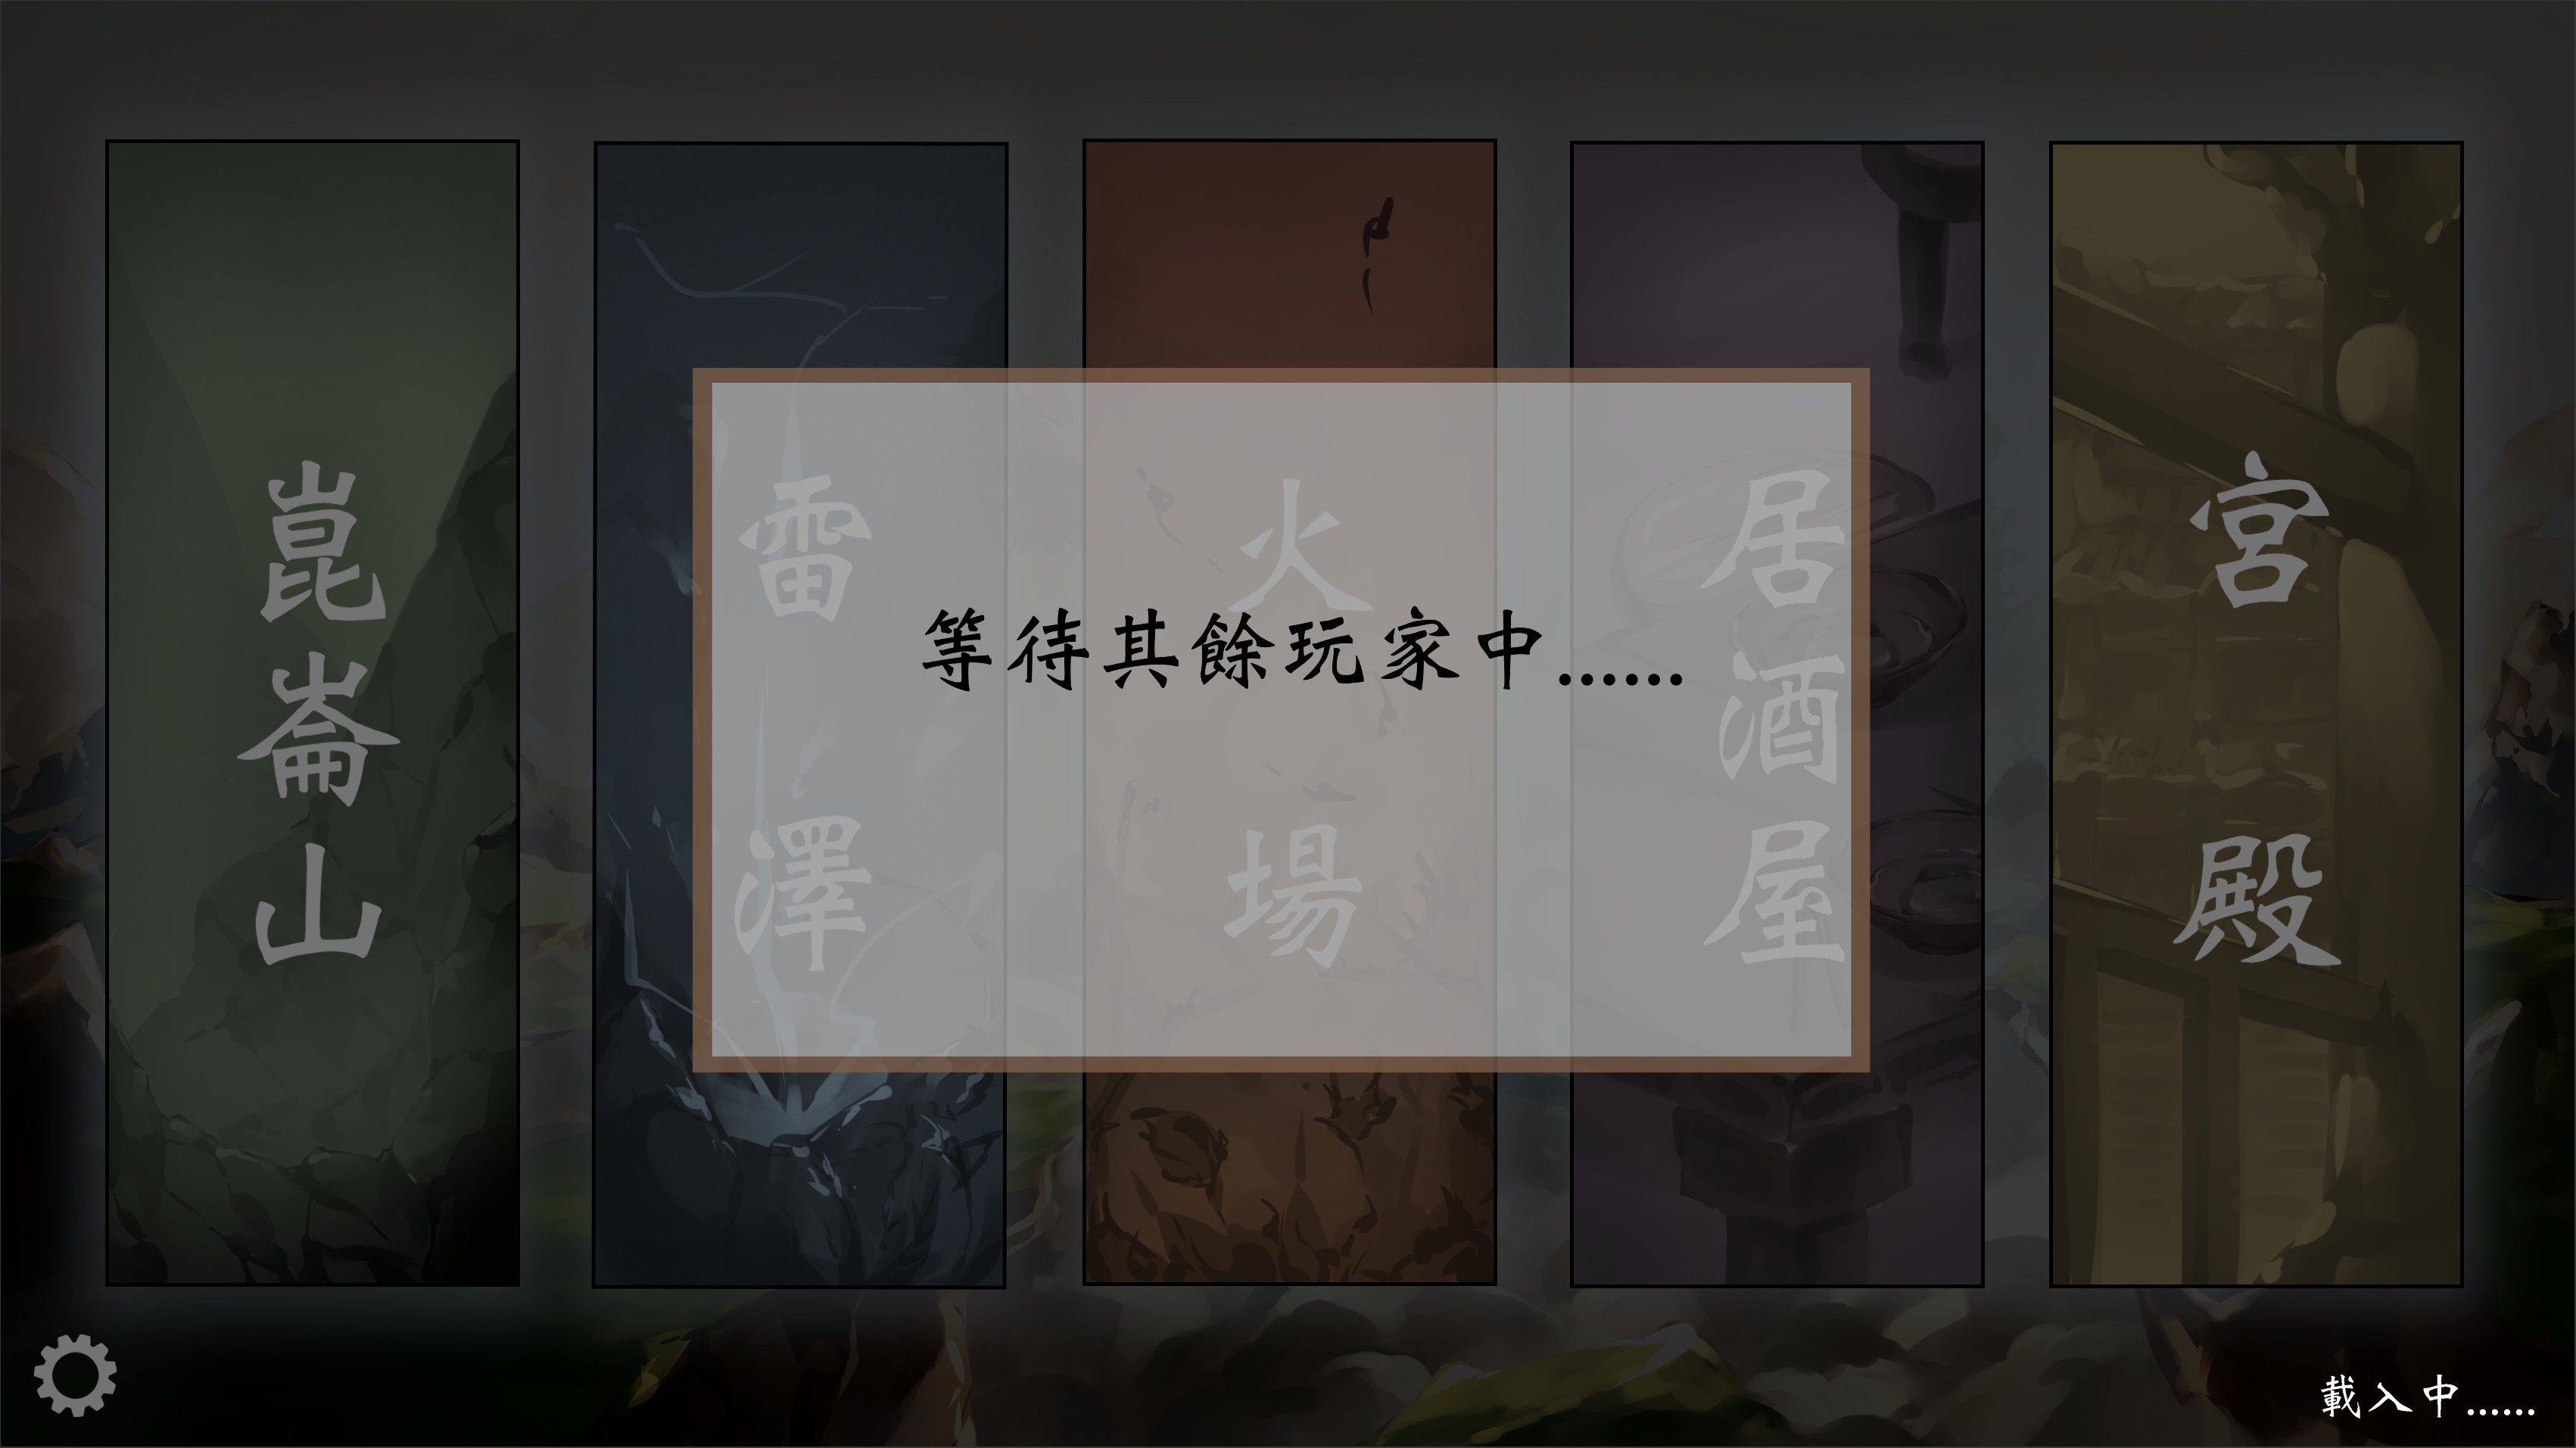 崑崙山
雷澤
火場
居酒屋
宮殿
等待其餘玩家中......
載入中......